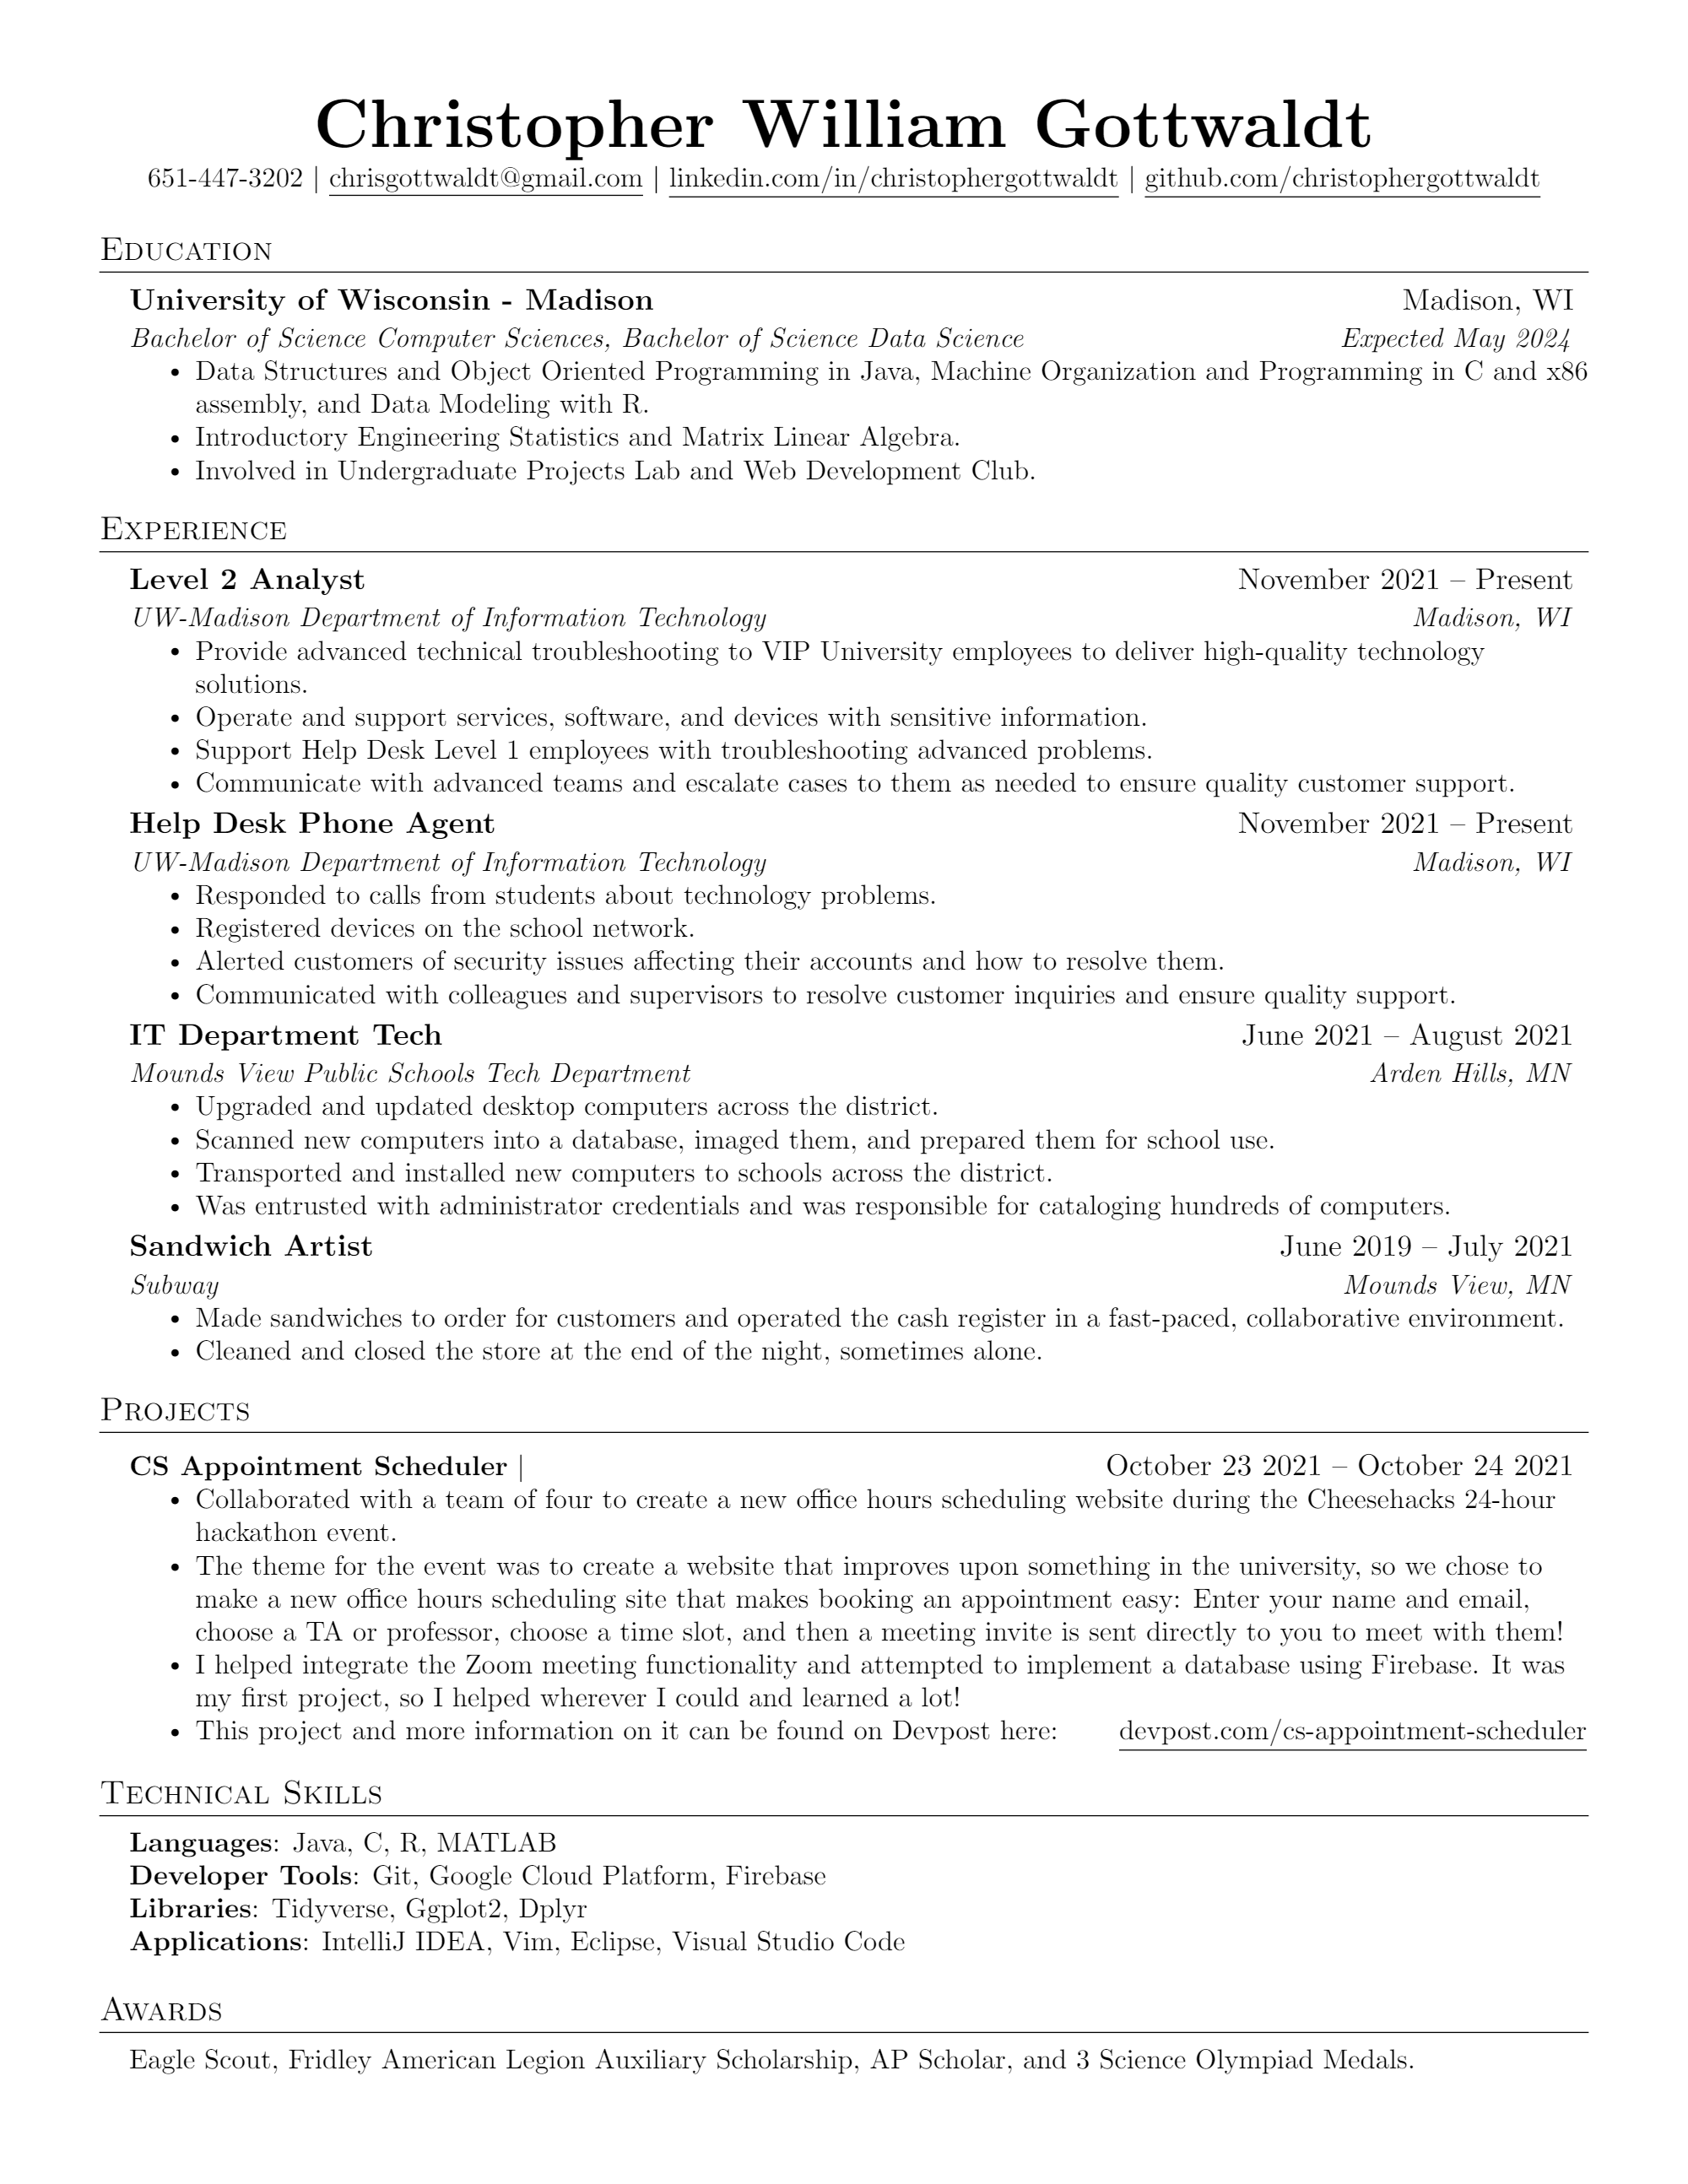 Christopher William Gottwaldt
651-447-3202 | chrisgottwaldt@gmail.com | linkedin.com/in/christophergottwaldt | github.com/christophergottwaldt
Education
University of Wisconsin - Madison Madison, WI
Bachelor of Science Computer Sciences, Bachelor of Science Data Science Expected May 2024
• Data Structures and Object Oriented Programming in Java, Machine Organization and Programming in C and x86
assembly, and Data Modeling with R.
• Introductory Engineering Statistics and Matrix Linear Algebra.
• Involved in Undergraduate Projects Lab and Web Development Club.
Experience
Level 2 Analyst November 2021 – Present
UW-Madison Department of Information Technology Madison, WI
• Provide advanced technical troubleshooting to VIP University employees to deliver high-quality technology
solutions.
• Operate and support services, software, and devices with sensitive information.
• Support Help Desk Level 1 employees with troubleshooting advanced problems.
• Communicate with advanced teams and escalate cases to them as needed to ensure quality customer support.
Help Desk Phone Agent November 2021 – Present
UW-Madison Department of Information Technology Madison, WI
• Responded to calls from students about technology problems.
• Registered devices on the school network.
• Alerted customers of security issues affecting their accounts and how to resolve them.
• Communicated with colleagues and supervisors to resolve customer inquiries and ensure quality support.
IT Department Tech June 2021 – August 2021
Mounds View Public Schools Tech Department Arden Hills, MN
• Upgraded and updated desktop computers across the district.
• Scanned new computers into a database, imaged them, and prepared them for school use.
• Transported and installed new computers to schools across the district.
• Was entrusted with administrator credentials and was responsible for cataloging hundreds of computers.
Sandwich Artist June 2019 – July 2021
Subway Mounds View, MN
• Made sandwiches to order for customers and operated the cash register in a fast-paced, collaborative environment.
• Cleaned and closed the store at the end of the night, sometimes alone.
Projects
CS Appointment Scheduler | October 23 2021 – October 24 2021
• Collaborated with a team of four to create a new office hours scheduling website during the Cheesehacks 24-hour
hackathon event.
• The theme for the event was to create a website that improves upon something in the university, so we chose to
make a new office hours scheduling site that makes booking an appointment easy: Enter your name and email,
choose a TA or professor, choose a time slot, and then a meeting invite is sent directly to you to meet with them!
• I helped integrate the Zoom meeting functionality and attempted to implement a database using Firebase. It was
my first project, so I helped wherever I could and learned a lot!
• This project and more information on it can be found on Devpost here: devpost.com/cs-appointment-scheduler
Technical Skills
Languages: Java, C, R, MATLAB
Developer Tools: Git, Google Cloud Platform, Firebase
Libraries: Tidyverse, Ggplot2, Dplyr
Applications: IntelliJ IDEA, Vim, Eclipse, Visual Studio Code
Awards
Eagle Scout, Fridley American Legion Auxiliary Scholarship, AP Scholar, and 3 Science Olympiad Medals.